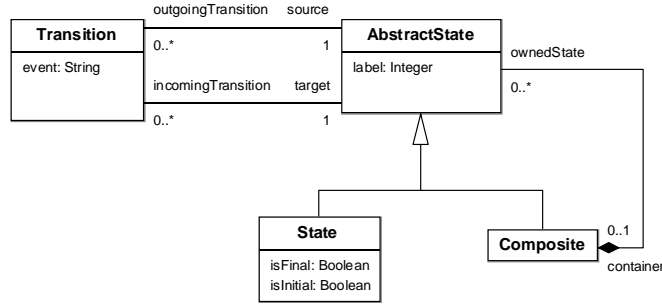 outgoingTransition source
Transition
AbstractState
0..* 1
ownedState
event: String
label: Integer
incomingTransition target
0..*
0..* 1
State
isFinal: Boolean
isInitial: Boolean
Composite
0..1
container